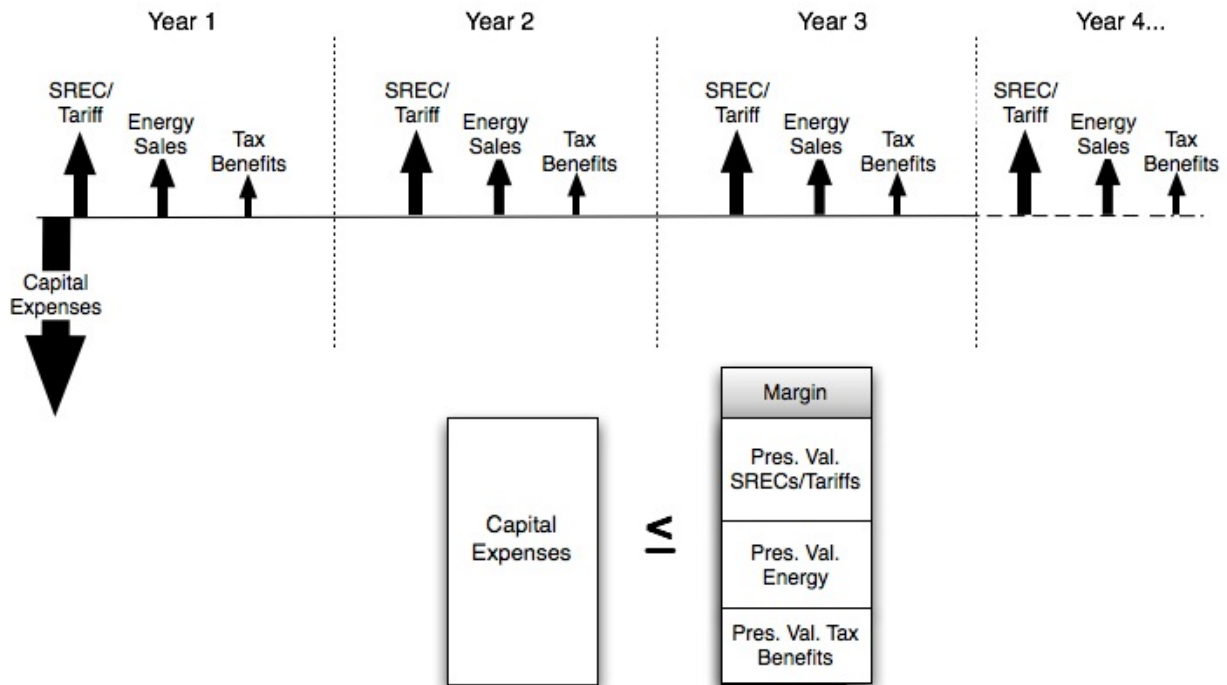 Year 1
Year 2
Year 3
Year 4...
SREC/
Tariff
Energy
Sales
Tax
Benefits
SREC/
Tariff
Energy
Sales
Tax
Benefits
SREC/
Tariff
Energy
Sales
Tax
Benefits
SREC/
Tariff
Energy
Sales
Tax
Benefits
Capital
Expenses
Capital
Expenses
≤
Margin
Pres. Val.
SRECs/Tariffs
Pres. Val.
Energy
Pres. Val. Tax
Benefits